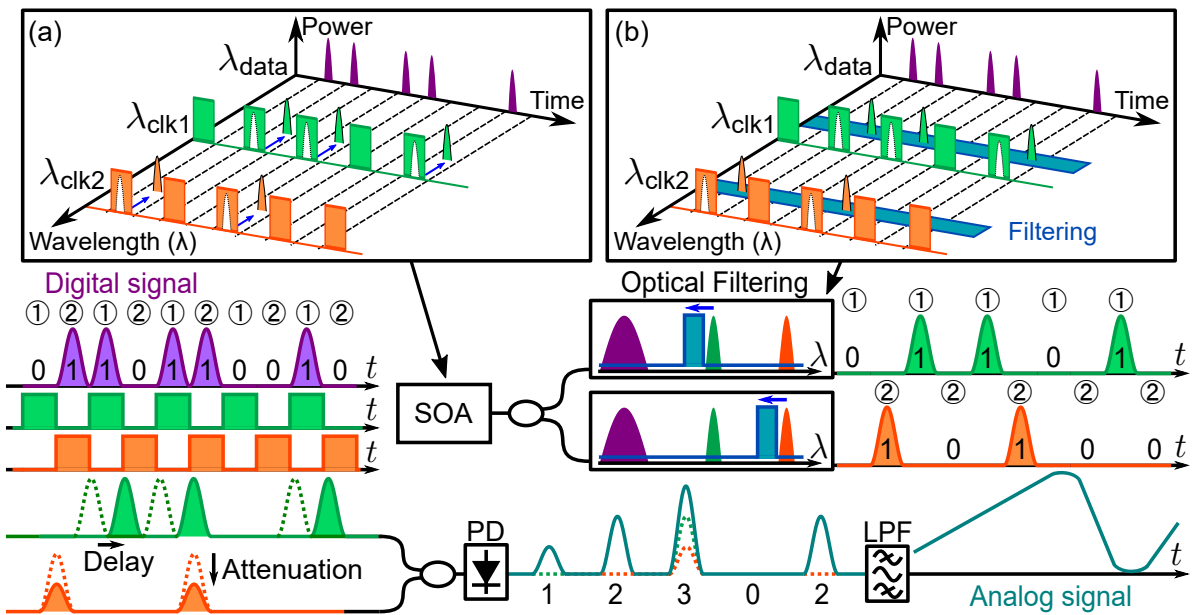 (a)
Power
λdata
Time
λclk1
λclk2
Wavelength (λ)
(b)
Power
λdata
Time
λclk1
λclk2
Wavelength (λ)
Filtering
Digital signal
① ② ① ② ① ② ① ② ① ②
0 1 1 0 1 1 0 0 1 0 t
t
t
SOA
Optical Filtering
λ
λ
① ① ① ① ①
0 1 1 0 1 t
② ② ② ② ②
1 0 1 0 0 t
Delay
Attenuation
PD
1 2 3 0 2
LPF
t
Analog signal